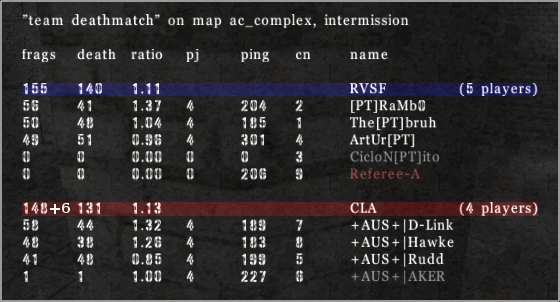 "team deathmatch" on map ac_complex, intermission
frags death ratio pj ping cn name
155 140 1.11 RVSF (5 players)
56 41 1.37 4 204 2 [PT]RaMb0
50 48 1.04 4 185 1 The[PT]bruh
49 51 0.96 4 301 4 ArtUr[PT]
0 0 0.00 0 0 3 CicloN[PT]ito
0 0 0.00 0 206 9 Referee-A
148+6 131 1.13 CLA (4 players)
58 44 1.32 4 189 7 +AUS+|D-Link
48 38 1.26 4 183 8 +AUS+|Hawke
41 48 0.85 4 199 5 +AUS+|Rudd
1 1 1.00 4 227 6 +AUS+|AKER